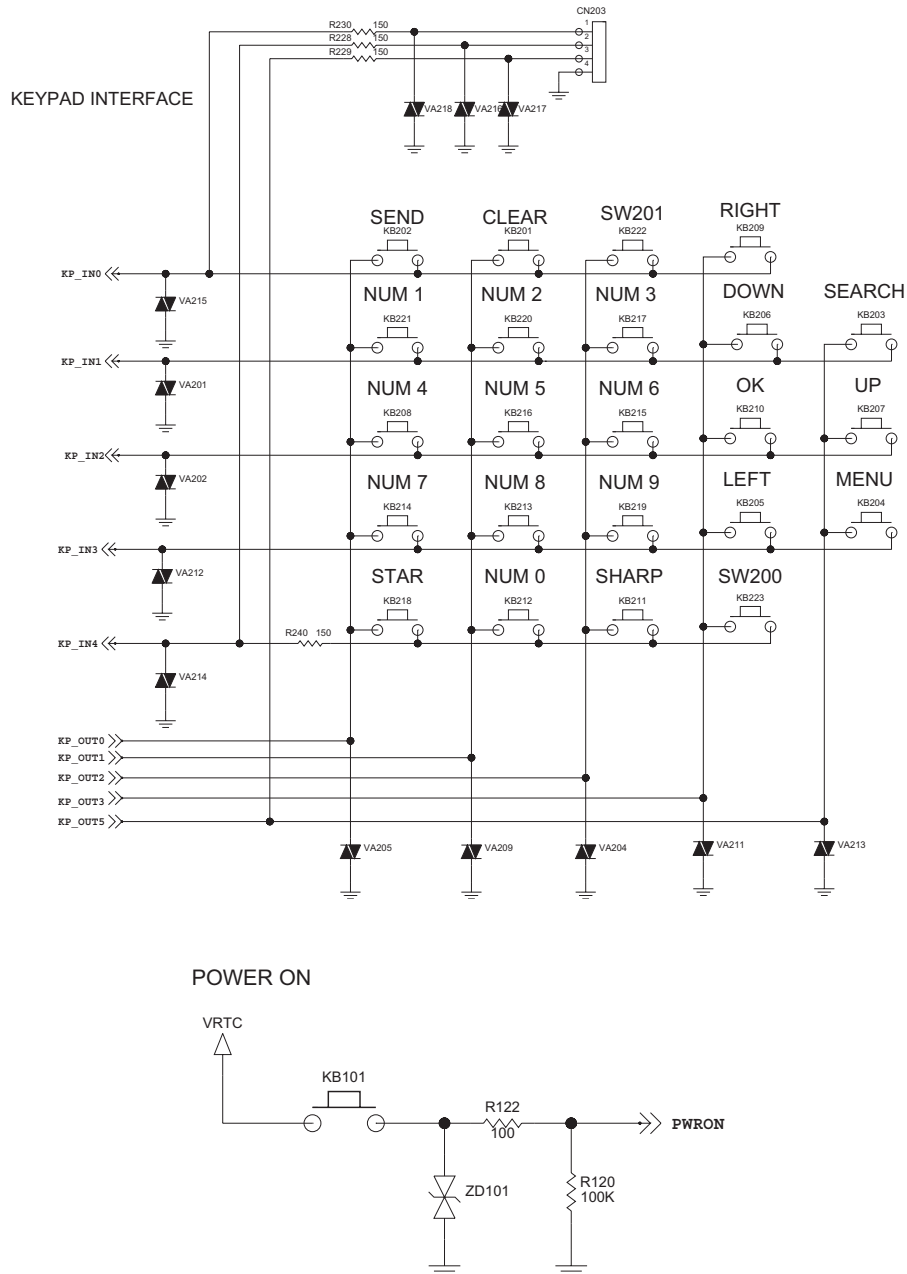 CN203
R230 150
1
R228 150
2
R229 150
3
4
KEYPAD INTERFACE
VA218 VA216 VA217
SEND CLEAR SW201 RIGHT
KB202 KB201 KB222 KB209
KP_IN0
VA215
NUM 1 NUM 2 NUM 3 DOWN SEARCH
KB221 KB220 KB217 KB206 KB203
KP_IN1
VA201
NUM 4 NUM 5 NUM 6 OK UP
KB208 KB216 KB215 KB210 KB207
KP_IN2
VA202
NUM 7 NUM 8 NUM 9 LEFT MENU
KB214 KB213 KB219 KB205 KB204
KP_IN3
VA212
STAR NUM 0 SHARP SW200
KB218 KB212 KB211 KB223
R240 150
KP_IN4
VA214
KP_OUT0
KP_OUT1
KP_OUT2
KP_OUT3
KP_OUT5
VA205 VA209 VA204 VA211 VA213
POWER ON
VRTC
KB101
R122
100
PWRON
ZD101
R120
100K